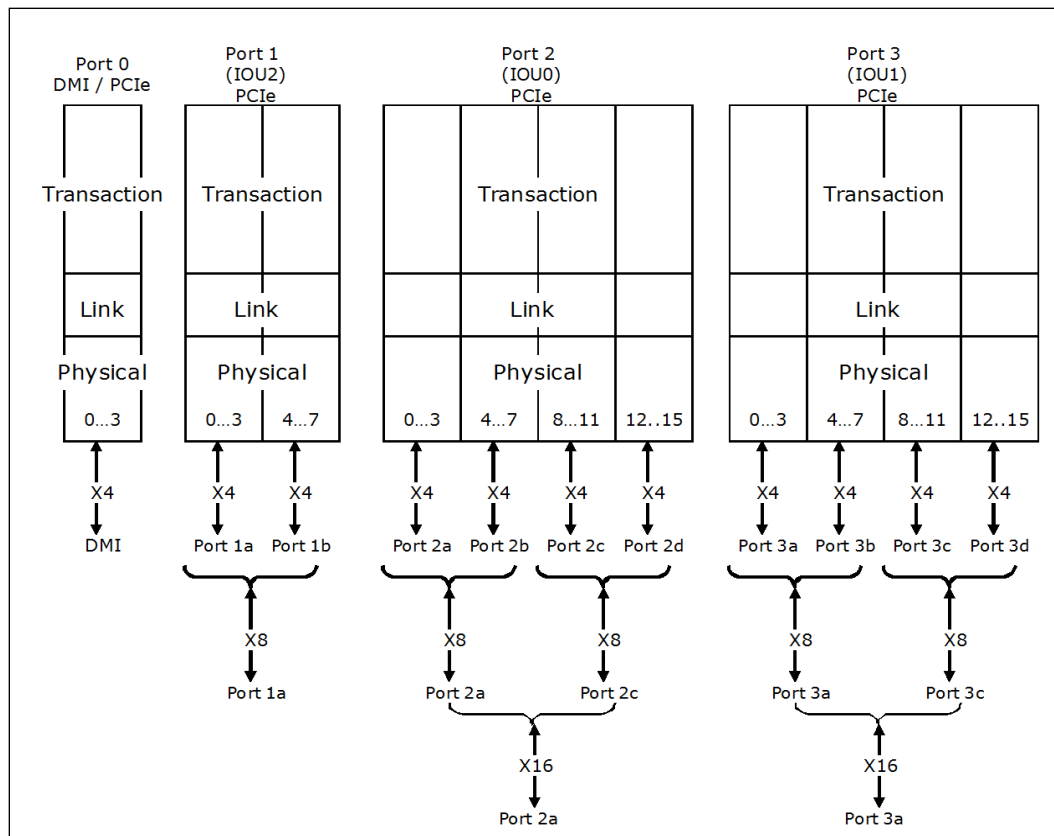 Port 0
DMI / PCIe
Port 1
(IOU2)
PCIe
Port 2
(IOU0)
PCIe
Port 3
(IOU1)
PCIe
Transaction Transaction Transaction Transaction
Link Link Link Link
Physical Physical Physical Physical
0...3 0...3 4...7 0...3 4...7 8...11 12..15 0...3 4...7 8...11 12..15
X4 X4 X4 X4 X4 X4 X4 X4 X4 X4 X4
DMI Port 1a Port 1b Port 2a Port 2b Port 2c Port 2d Port 3a Port 3b Port 3c Port 3d
X8 X8 X8 X8 X8
Port 1a Port 2a Port 2c Port 3a Port 3c
X16 X16
Port 2a Port 3a